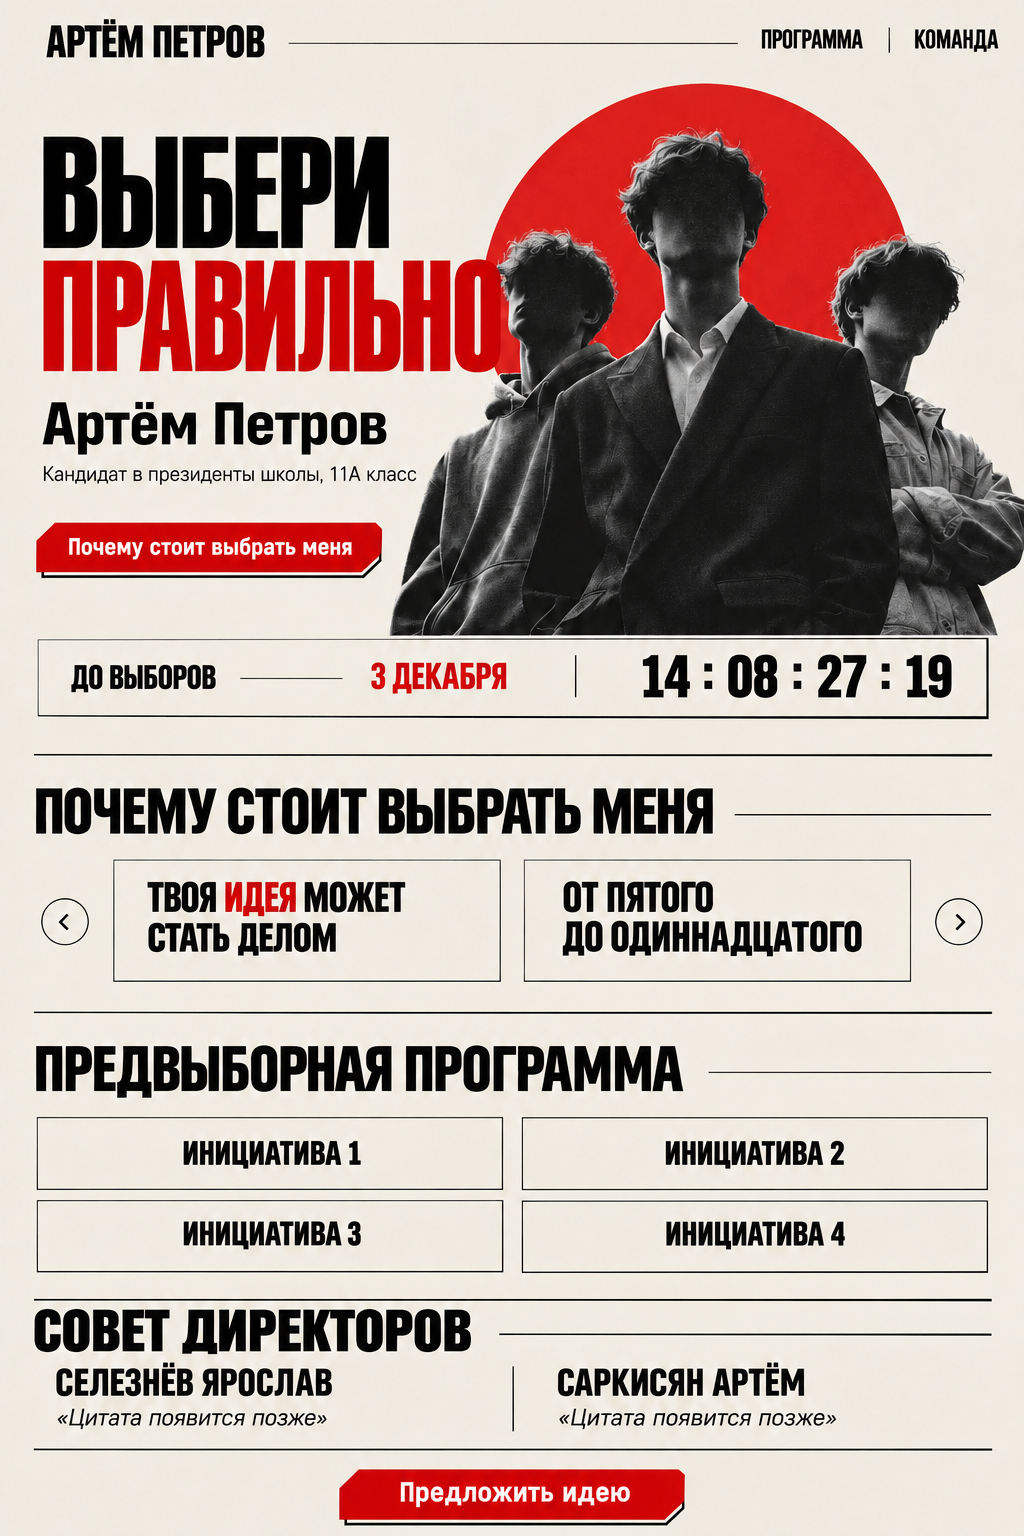 АРТЁМ ПЕТРОВ
ПРОГРАММА | КОМАНДА
ВЫБЕРИ
ПРАВИЛЬНО
Артём Петров
Кандидат в президенты школы, 11А класс
Почему стоит выбрать меня
ДО ВЫБОРОВ
3 ДЕКАБРЯ
14 : 08 : 27 : 19
ПОЧЕМУ СТОИТ ВЫБРАТЬ МЕНЯ
ТВОЯ ИДЕЯ МОЖЕТ
СТАТЬ ДЕЛОМ
ОТ ПЯТОГО
ДО ОДИННАДЦАТОГО
ПРЕДВЫБОРНАЯ ПРОГРАММА
ИНИЦИАТИВА 1
ИНИЦИАТИВА 2
ИНИЦИАТИВА 3
ИНИЦИАТИВА 4
СОВЕТ ДИРЕКТОРОВ
СЕЛЕЗНЁВ ЯРОСЛАВ
«Цитата появится позже»
САРКИСЯН АРТЁМ
«Цитата появится позже»
Предложить идею